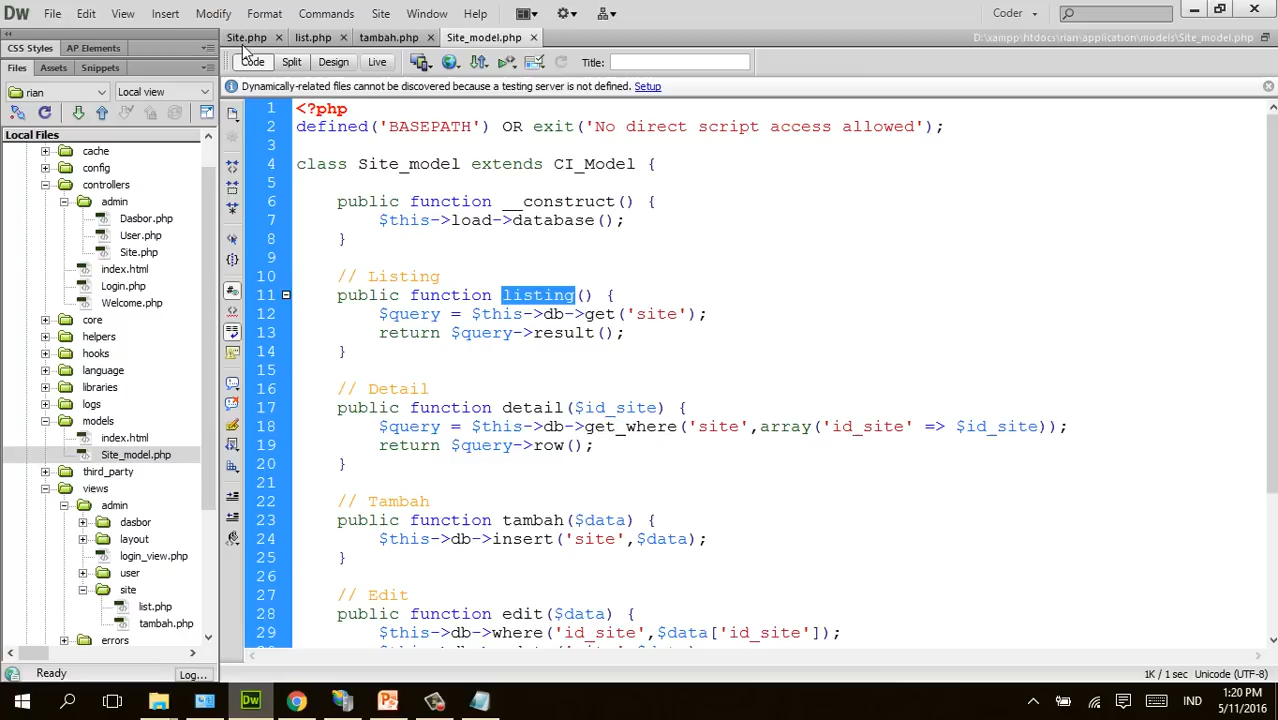 Dw File Edit View Insert Modify Format Commands Site Window Help Coder
Site.php × list.php × tambah.php × Site_model.php × D:\xampp\htdocs\rian\application\models\Site_model.php
CSS Styles AP Elements
Code Split Design Live Title:
Files Assets Snippets
Dynamically-related files cannot be discovered because a testing server is not defined. Setup
rian Local view
Local Files
cache
config
controllers
admin
Dasbor.php
User.php
Site.php
index.html
Login.php
Welcome.php
core
helpers
hooks
language
libraries
logs
models
index.html
Site_model.php
third_party
views
admin
dasbor
layout
login_view.php
user
site
list.php
tambah.php
errors
1 <?php
2 defined('BASEPATH') OR exit('No direct script access allowed');
3
4 class Site_model extends CI_Model {
5
6 public function __construct() {
7 $this->load->database();
8 }
9
10 // Listing
11 public function listing() {
12 $query = $this->db->get('site');
13 return $query->result();
14 }
15
16 // Detail
17 public function detail($id_site) {
18 $query = $this->db->get_where('site',array('id_site' => $id_site));
19 return $query->row();
20 }
21
22 // Tambah
23 public function tambah($data) {
24 $this->db->insert('site',$data);
25 }
26
27 // Edit
28 public function edit($data) {
29 $this->db->where('id_site',$data['id_site']);
Ready Log... 1K / 1 sec Unicode (UTF-8)
Dw IND 1:20 PM
5/11/2016